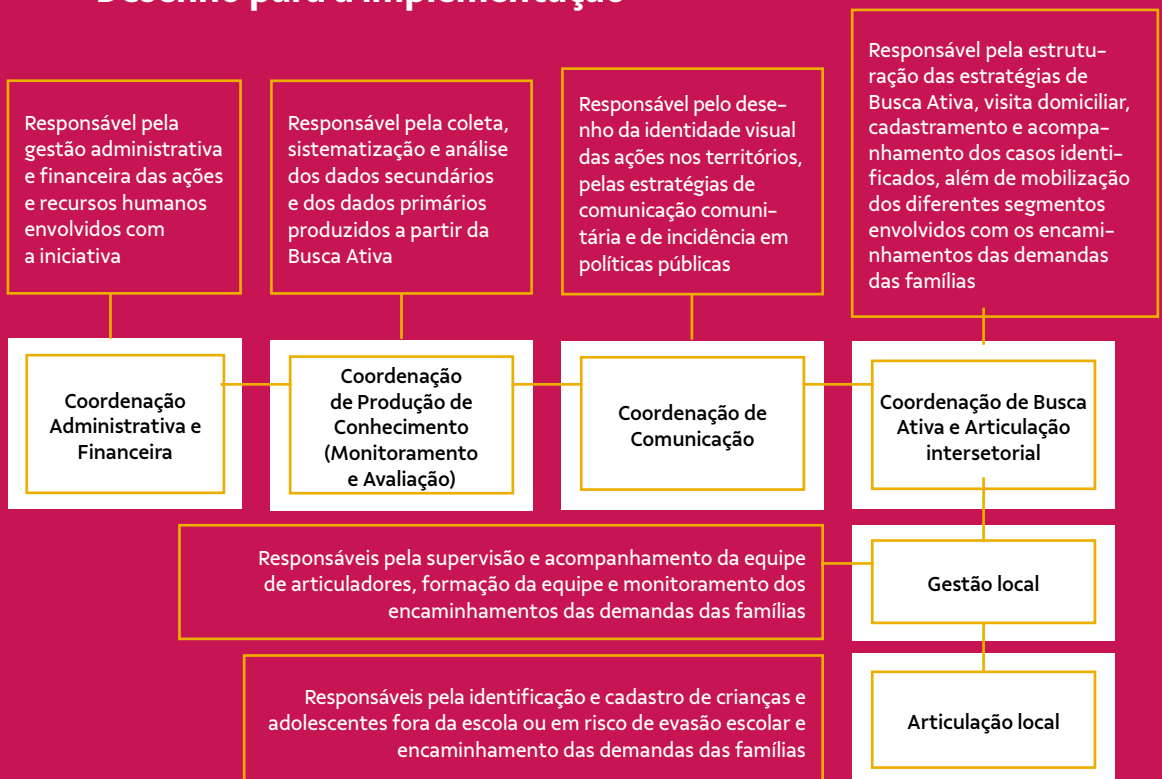 Desenho para a implementação
Responsável pela
gestão administrativa
e financeira das ações
e recursos humanos
envolvidos com
a iniciativa
Responsável pela coleta,
sistematização e análise
dos dados secundários
e dos dados primários
produzidos a partir da
Busca Ativa
Responsável pelo dese-
nho da identidade visual
das ações nos territórios,
pelas estratégias de
comunicação comuni-
tária e de incidência em
políticas públicas
Responsável pela estrutu-
ração das estratégias de
Busca Ativa, visita domiciliar,
cadastramento e acompa-
nhamento dos casos identi-
ficados, além de mobilização
dos diferentes segmentos
envolvidos com os encami-
nhamentos das demandas
das famílias
Coordenação
Administrativa e
Financeira
Coordenação
de Produção de
Conhecimento
(Monitoramento
e Avaliação)
Coordenação de
Comunicação
Coordenação de Busca
Ativa e Articulação
intersetorial
Responsáveis pela supervisão e acompanhamento da equipe
de articuladores, formação da equipe e monitoramento dos
encaminhamentos das demandas das famílias
Gestão local
Responsáveis pela identificação e cadastro de crianças e
adolescentes fora da escola ou em risco de evasão escolar e
encaminhamento das demandas das famílias
Articulação local